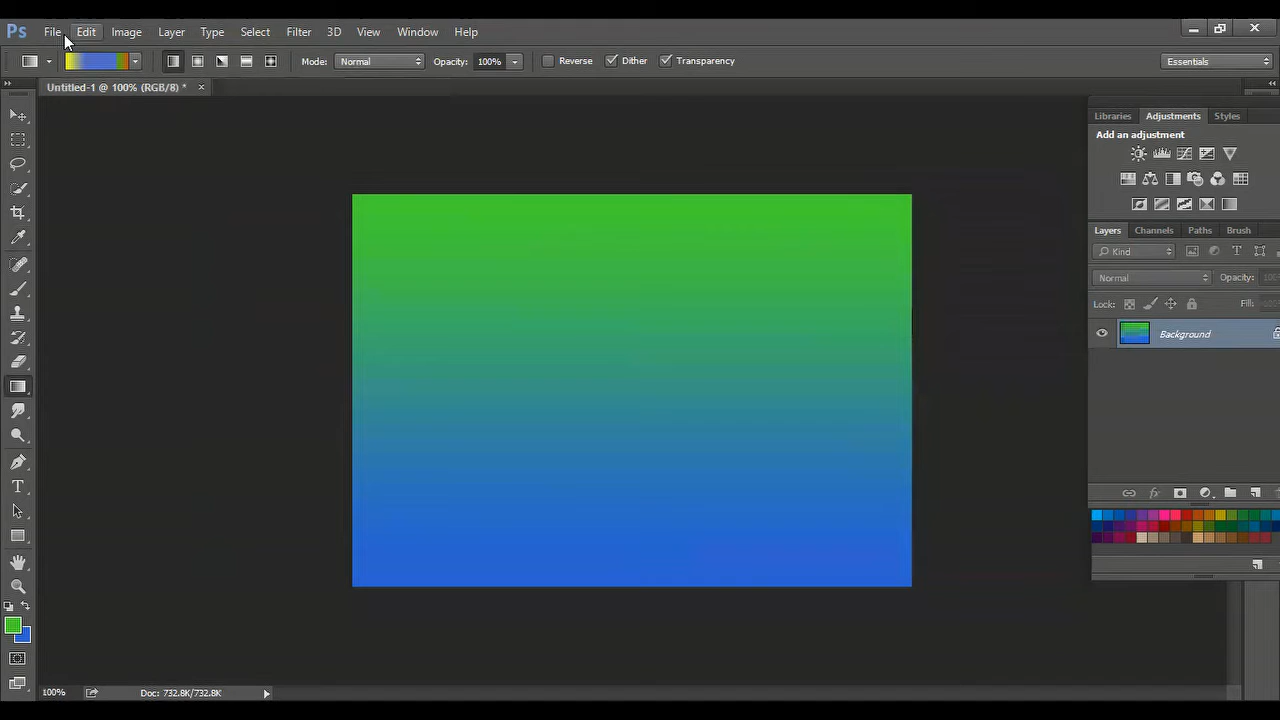 Ps File Edit Image Layer Type Select Filter 3D View Window Help
Mode: Normal Opacity: 100% Reverse Dither Transparency Essentials
Untitled-1 @ 100% (RGB/8) * ×
Libraries Adjustments Styles
Add an adjustment
Layers Channels Paths Brush
Kind
Normal Opacity: 100
Lock: Fill:
Background
100% Doc: 732.8K/732.8K